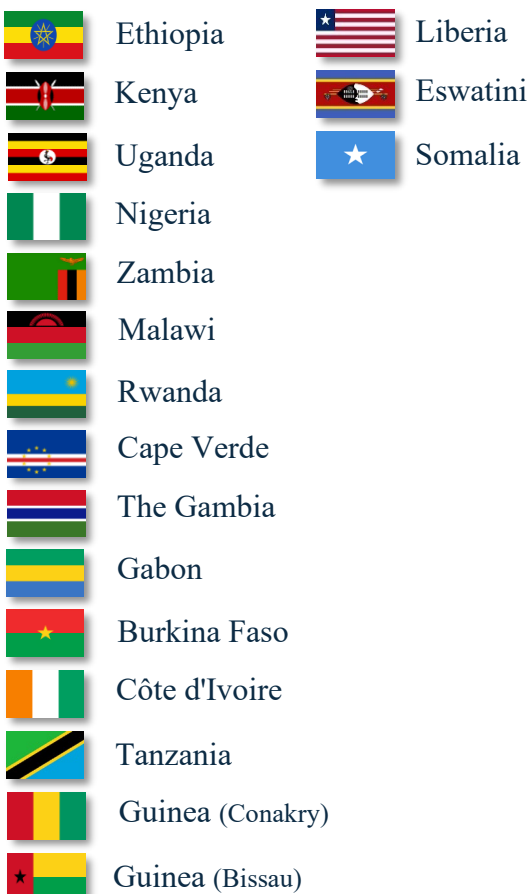 Ethiopia
Kenya
Uganda
Nigeria
Zambia
Malawi
Rwanda
Cape Verde
The Gambia
Gabon
Burkina Faso
Côte d'Ivoire
Tanzania
Guinea (Conakry)
Guinea (Bissau)
Liberia
Eswatini
Somalia